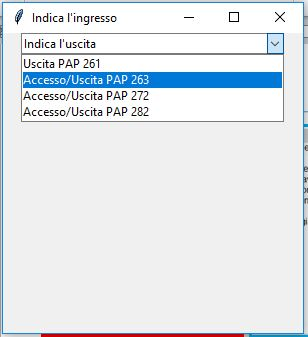 Indica l'ingresso
Indica l'uscita
Uscita PAP 261
Accesso/Uscita PAP 263
Accesso/Uscita PAP 272
Accesso/Uscita PAP 282